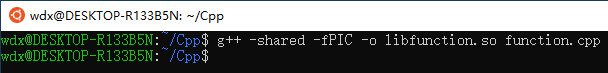 wdx@DESKTOP-R133B5N: ~/Cpp
wdx@DESKTOP-R133B5N:~/Cpp$ g++ -shared -fPIC -o libfunction.so function.cpp
wdx@DESKTOP-R133B5N:~/Cpp$